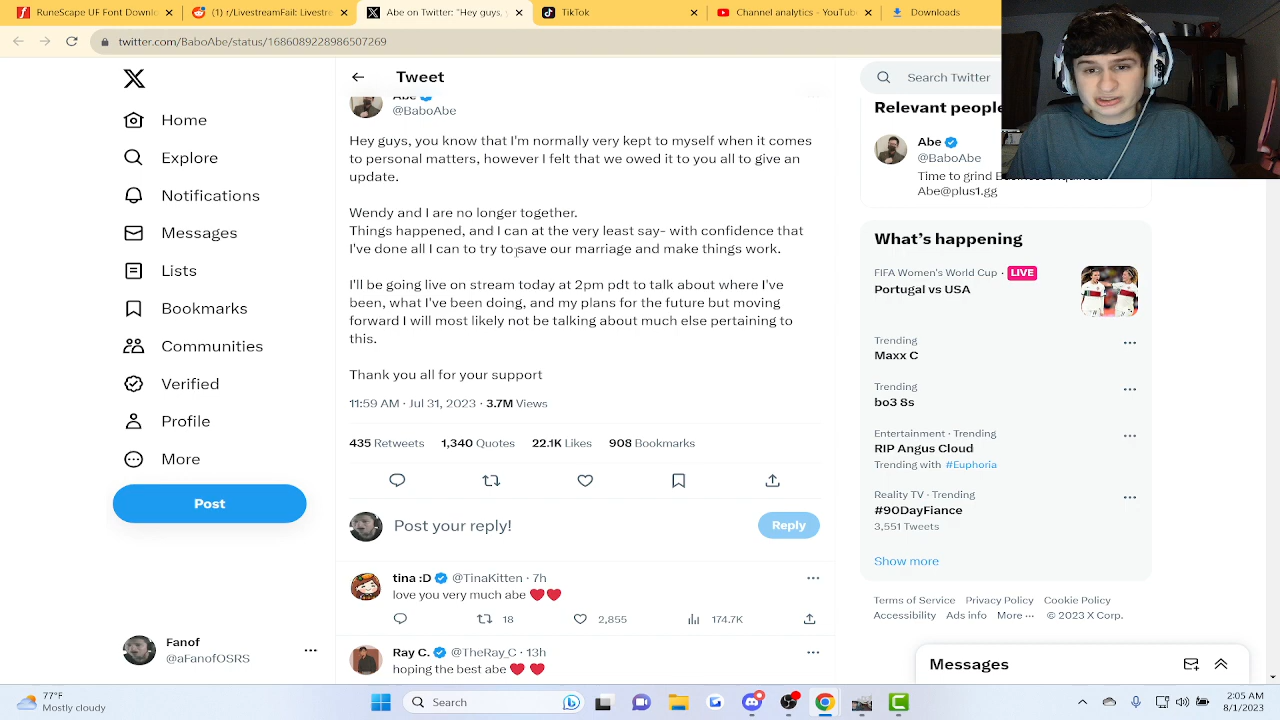 RuneScape UF Font Downl
(1) r/LivestreamFail: Livestre
Abe on Twitter: "Hey guys, y
TikTok
Channel analytics - YouTub
Downloads
twitter.com/BaboAbe/status/1686089228986507269
Home
Explore
Notifications
Messages
Lists
Bookmarks
Communities
Verified
Profile
More
Post
Fanof
@aFanofOSRS
Tweet
Abe
@BaboAbe
Hey guys, you know that I'm normally very kept to myself when it comes
to personal matters, however I felt that we owed it to you all to give an
update.
Wendy and I are no longer together.
Things happened, and I can at the very least say- with confidence that
I've done all I can to try to save our marriage and make things work.
I'll be going live on stream today at 2pm pdt to talk about where I've
been, what I've been doing, and my plans for the future but moving
forward I will most likely not be talking about much else pertaining to
this.
Thank you all for your support
11:59 AM · Jul 31, 2023 · 3.7M Views
435 Retweets 1,340 Quotes 22.1K Likes 908 Bookmarks
Post your reply!
Reply
tina :D @TinaKitten · 7h
love you very much abe
18 2,855 174.7K
Ray C. @TheRay_C · 13h
hoping the best abe
Search Twitter
Relevant people
Abe
@BaboAbe
Time to grind Business
Abe@plus1.gg
What's happening
FIFA Women's World Cup · LIVE
Portugal vs USA
Trending
Maxx C
Trending
bo3 8s
Entertainment · Trending
RIP Angus Cloud
Trending with #Euphoria
Reality TV · Trending
#90DayFiance
3,551 Tweets
Show more
Terms of Service Privacy Policy Cookie Policy
Accessibility Ads info More ··· © 2023 X Corp.
Messages
77°F
Mostly cloudy
Search
2:05 AM
8/1/2023